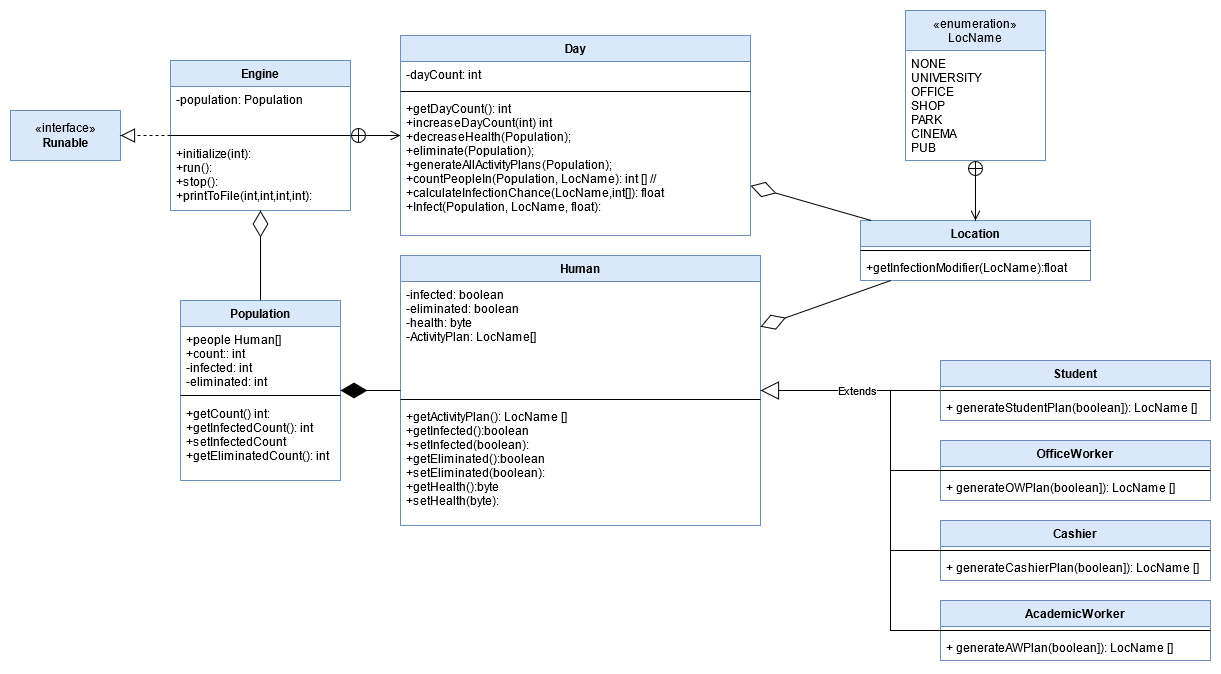 «interface»
Runable
Engine
-population: Population
+initialize(int):
+run():
+stop():
+printToFile(int,int,int,int):
Day
-dayCount: int
+getDayCount(): int
+increaseDayCount(int) int
+decreaseHealth(Population);
+eliminate(Population);
+generateAllActivityPlans(Population);
+countPeopleIn(Population, LocName): int [] //
+calculateInfectionChance(LocName,int[]): float
+Infect(Population, LocName, float):
«enumeration»
LocName
NONE
UNIVERSITY
OFFICE
SHOP
PARK
CINEMA
PUB
Location
+getInfectionModifier(LocName):float
Population
+people Human[]
+count:: int
-infected: int
-eliminated: int
+getCount() int:
+getInfectedCount(): int
+setInfectedCount
+getEliminatedCount(): int
Human
-infected: boolean
-eliminated: boolean
-health: byte
-ActivityPlan: LocName[]
+getActivityPlan(): LocName []
+getInfected():boolean
+setInfected(boolean):
+getEliminated():boolean
+setEliminated(boolean):
+getHealth():byte
+setHealth(byte):
Extends
Student
+ generateStudentPlan(boolean]): LocName []
OfficeWorker
+ generateOWPlan(boolean]): LocName []
Cashier
+ generateCashierPlan(boolean]): LocName []
AcademicWorker
+ generateAWPlan(boolean]): LocName []